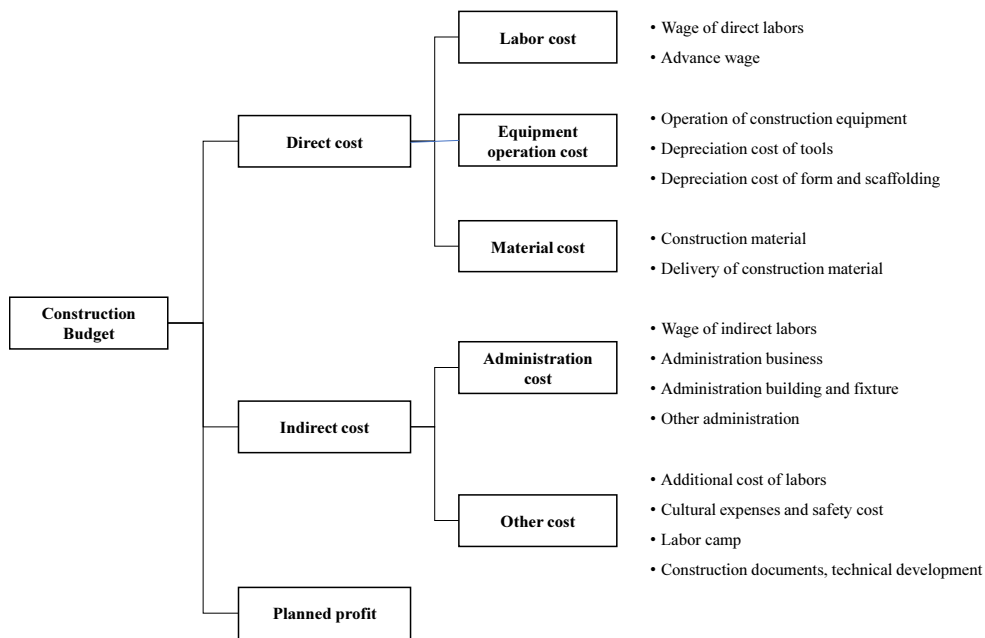 Labor cost
• Wage of direct labors
• Advance wage
Direct cost
Equipment
operation cost
• Operation of construction equipment
• Depreciation cost of tools
• Depreciation cost of form and scaffolding
Material cost
• Construction material
• Delivery of construction material
Construction
Budget
Administration
cost
• Wage of indirect labors
• Administration business
• Administration building and fixture
• Other administration
Indirect cost
Other cost
• Additional cost of labors
• Cultural expenses and safety cost
• Labor camp
• Construction documents, technical development
Planned profit